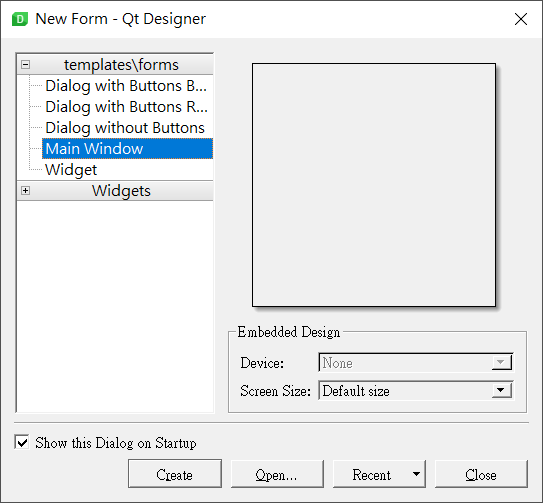 New Form - Qt Designer
templates\forms
Dialog with Buttons B...
Dialog with Buttons R...
Dialog without Buttons
Main Window
Widget
Widgets
Embedded Design
Device: None
Screen Size: Default size
Show this Dialog on Startup
Create Open... Recent Close